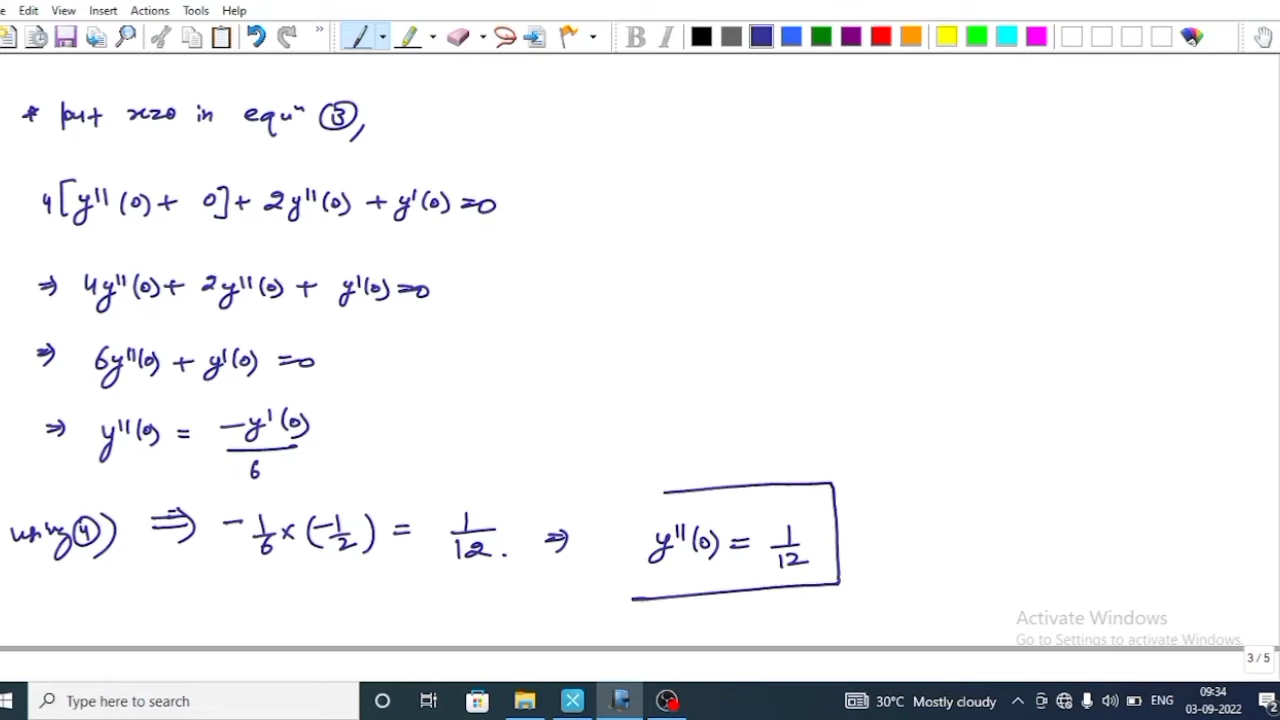 Edit View Insert Actions Tools Help
* put x=0 in equⁿ ③,
4[y''(0) + 0] + 2y''(0) + y'(0) = 0
⇒ 4y''(0) + 2y''(0) + y'(0) = 0
⇒ 6y''(0) + y'(0) = 0
⇒ y''(0) = -y'(0)/6
using ④) ⇒ -1/6 × (-1/2) = 1/12. ⇒ y''(0) = 1/12
Activate Windows
Go to Settings to activate Windows.
3 / 5
Type here to search
30°C Mostly cloudy
ENG
09:34
03-09-2022
2